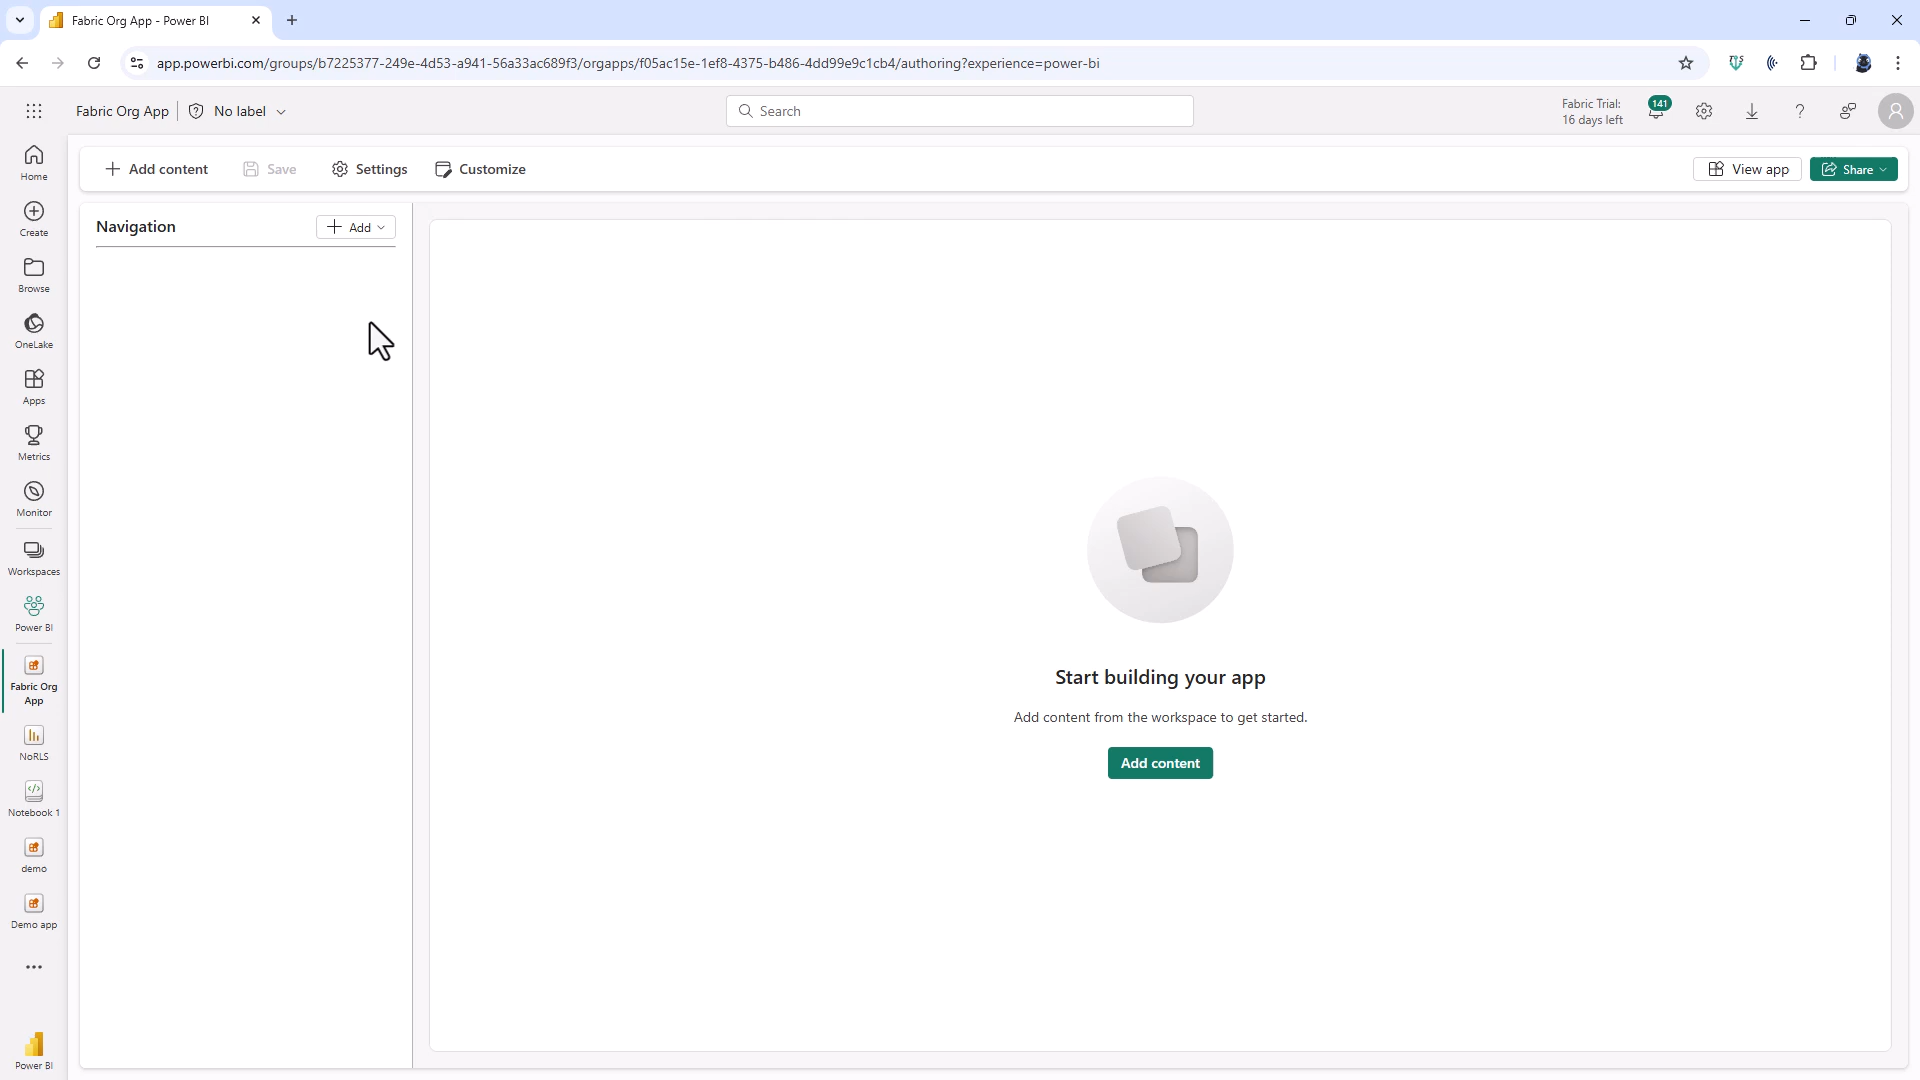 Fabric Org App - Power BI
app.powerbi.com/groups/b7225377-249e-4d53-a941-56a33ac689f3/orgapps/f05ac15e-1ef8-4375-b486-4dd99e9c1cb4/authoring?experience=power-bi
Fabric Org App
No label
Search
Fabric Trial:
16 days left
141
Home
Create
Browse
OneLake
Apps
Metrics
Monitor
Workspaces
Power BI
Fabric Org
App
NoRLS
Notebook 1
demo
Demo app
Power BI
Add content
Save
Settings
Customize
View app
Share
Navigation
Add
Start building your app
Add content from the workspace to get started.
Add content